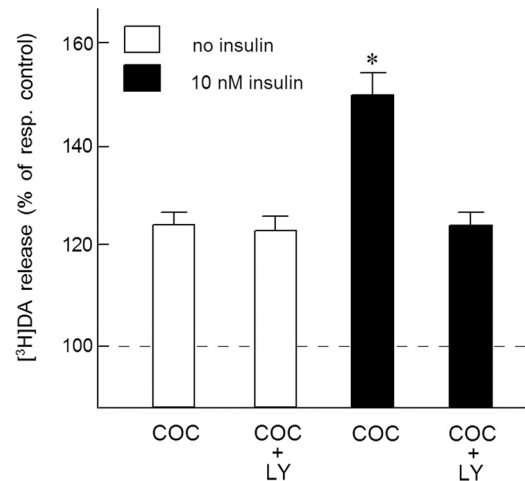 [³H]DA release (% of resp. control)
160
140
120
100
no insulin
10 nM insulin
*
COC
COC
+
LY
COC
COC
+
LY